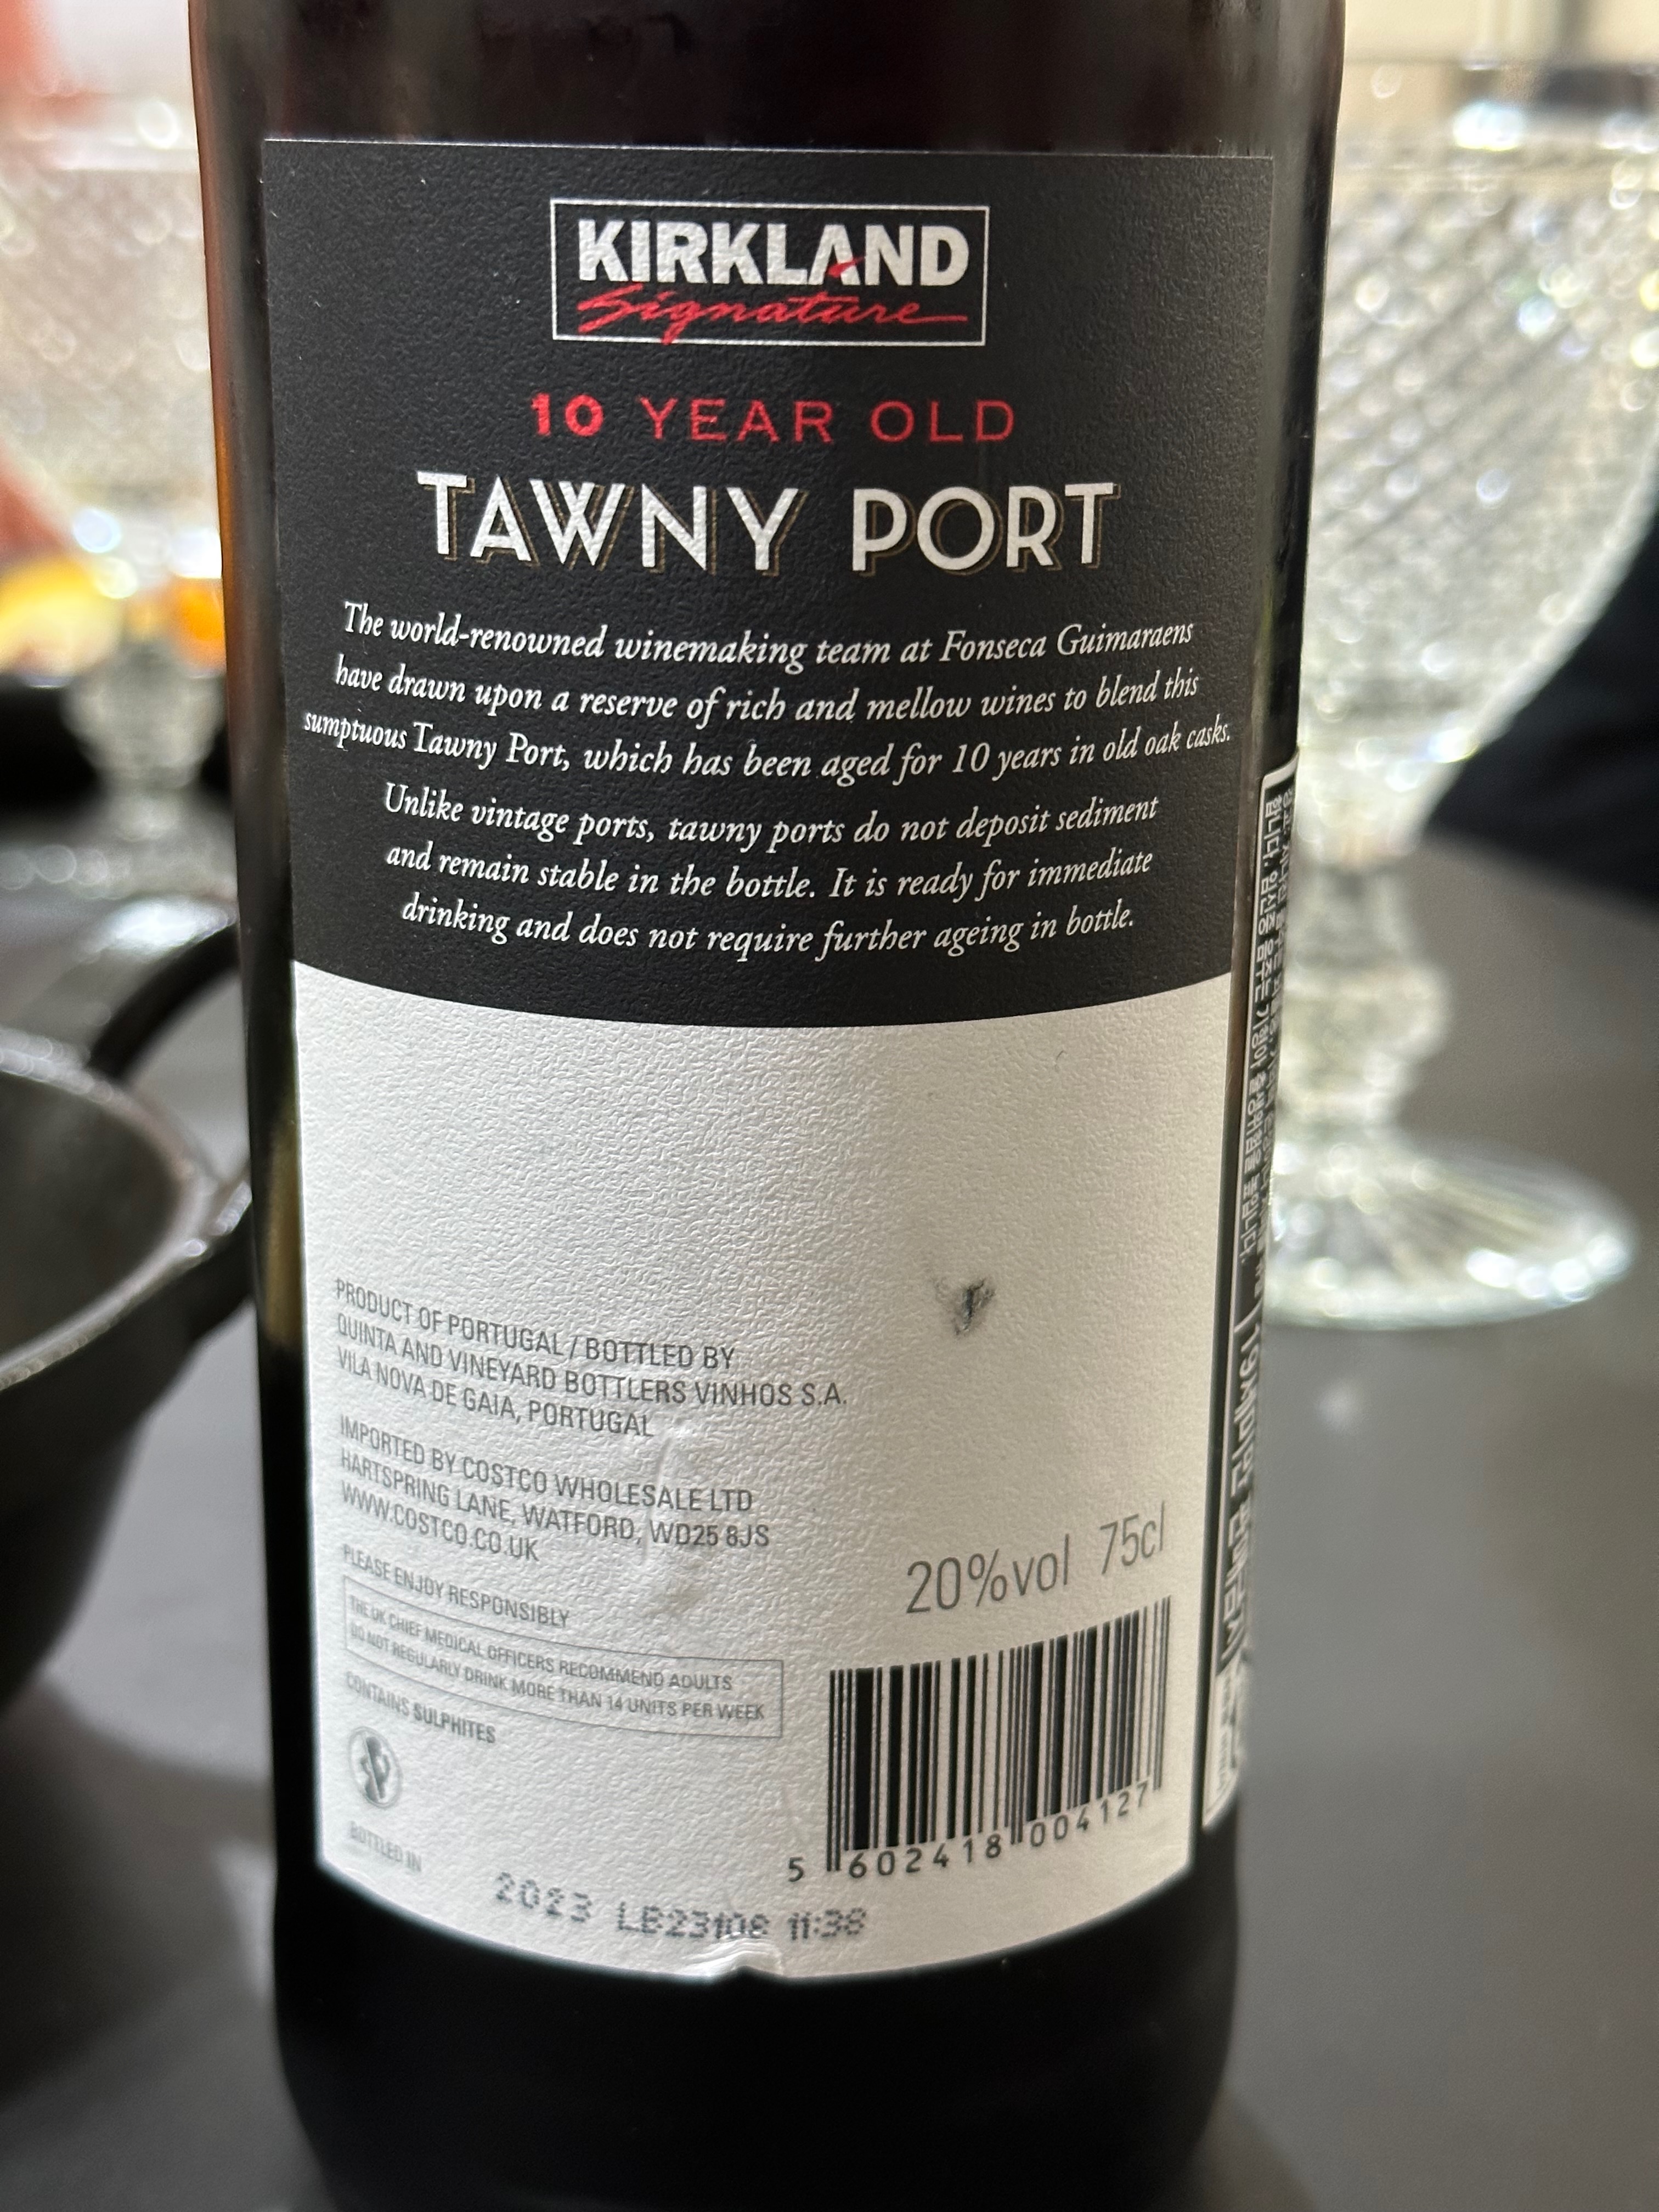 KIRKLAND
Signature
10 YEAR OLD
TAWNY PORT
The world-renowned winemaking team at Fonseca Guimaraens
have drawn upon a reserve of rich and mellow wines to blend this
sumptuous Tawny Port, which has been aged for 10 years in old oak casks.
Unlike vintage ports, tawny ports do not deposit sediment
and remain stable in the bottle. It is ready for immediate
drinking and does not require further ageing in bottle.
PRODUCT OF PORTUGAL / BOTTLED BY
QUINTA AND VINEYARD BOTTLERS VINHOS S.A.
VILA NOVA DE GAIA, PORTUGAL
IMPORTED BY COSTCO WHOLESALE LTD
HARTSPRING LANE, WATFORD, WD25 8JS
WWW.COSTCO.CO.UK
PLEASE ENJOY RESPONSIBLY
THE UK CHIEF MEDICAL OFFICERS RECOMMEND ADULTS
DO NOT REGULARLY DRINK MORE THAN 14 UNITS PER WEEK
CONTAINS SULPHITES
20%vol 75cl
5 602418 004127
BOTTLED IN
2023 LB23108 11:38